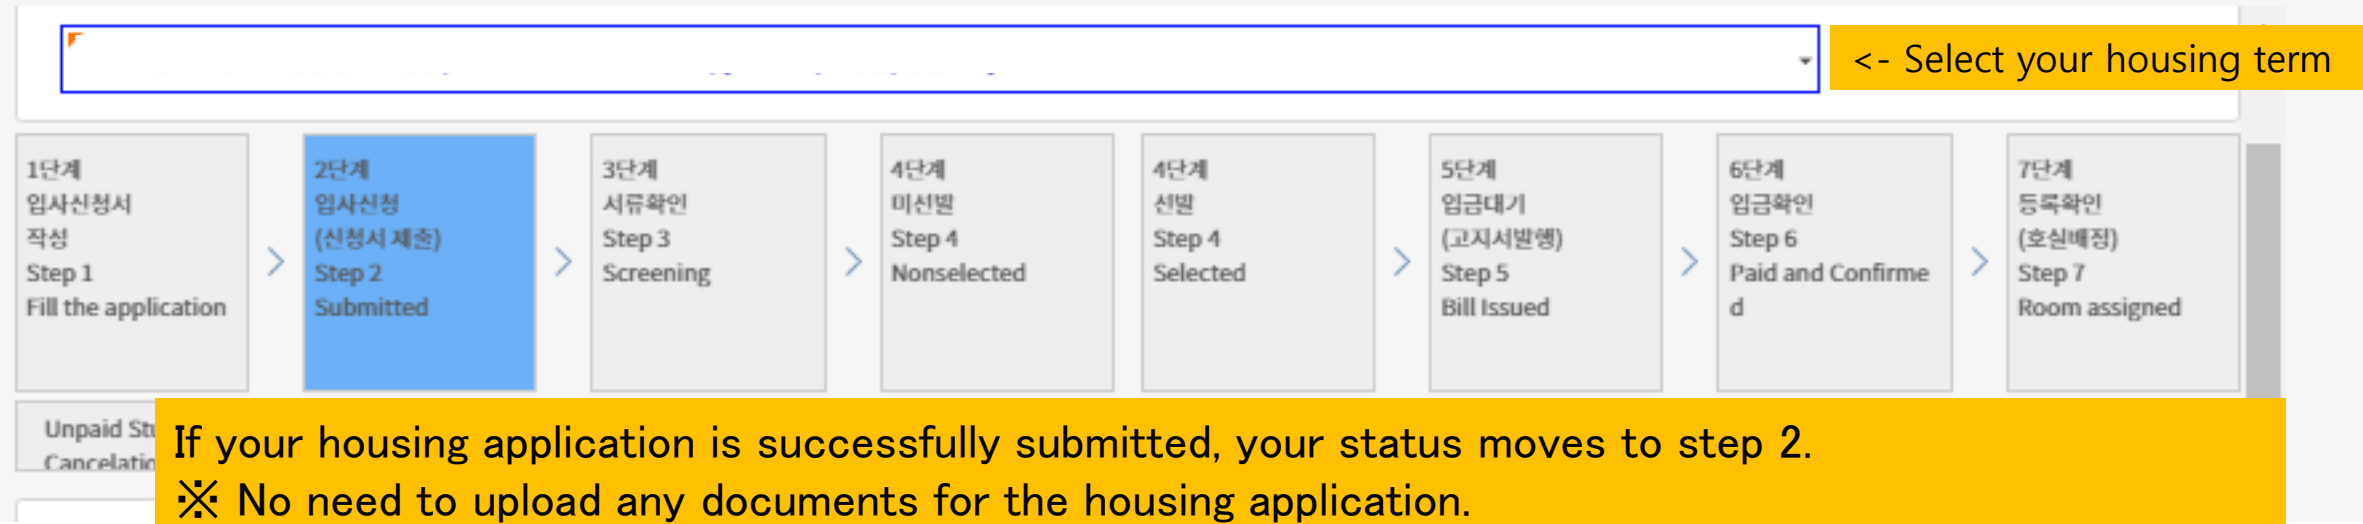 <- Select your housing term
1단계
입사신청서
작성
Step 1
Fill the application
2단계
입사신청
(신청서 제출)
Step 2
Submitted
3단계
서류확인
Step 3
Screening
4단계
미선발
Step 4
Nonselected
4단계
선발
Step 4
Selected
5단계
입금대기
(고지서발행)
Step 5
Bill Issued
6단계
입금확인
Step 6
Paid and Confirme
d
7단계
등록확인
(호실배정)
Step 7
Room assigned
Unpaid
If your housing application is successfully submitted, your status moves to step 2.
※ No need to upload any documents for the housing application.